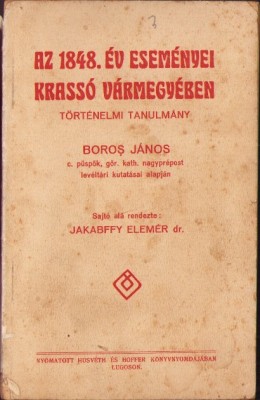 AZ 1848. ÉV ESEMÉNYEI
KRASSÓ VÁRMEGYÉBEN
TÖRTÉNELMI TANULMÁNY
BOROȘ JÁNOS
c. püspök, gör. kath. nagyprépost
levéltári kutatásai alapján
Sajtó alá rendezte:
JAKABFFY ELEMÉR dr.
NYOMATOTT HUSVÉTH ÉS HOFFER KÖNYVNYOMDÁJÁBAN
LUGOSON.